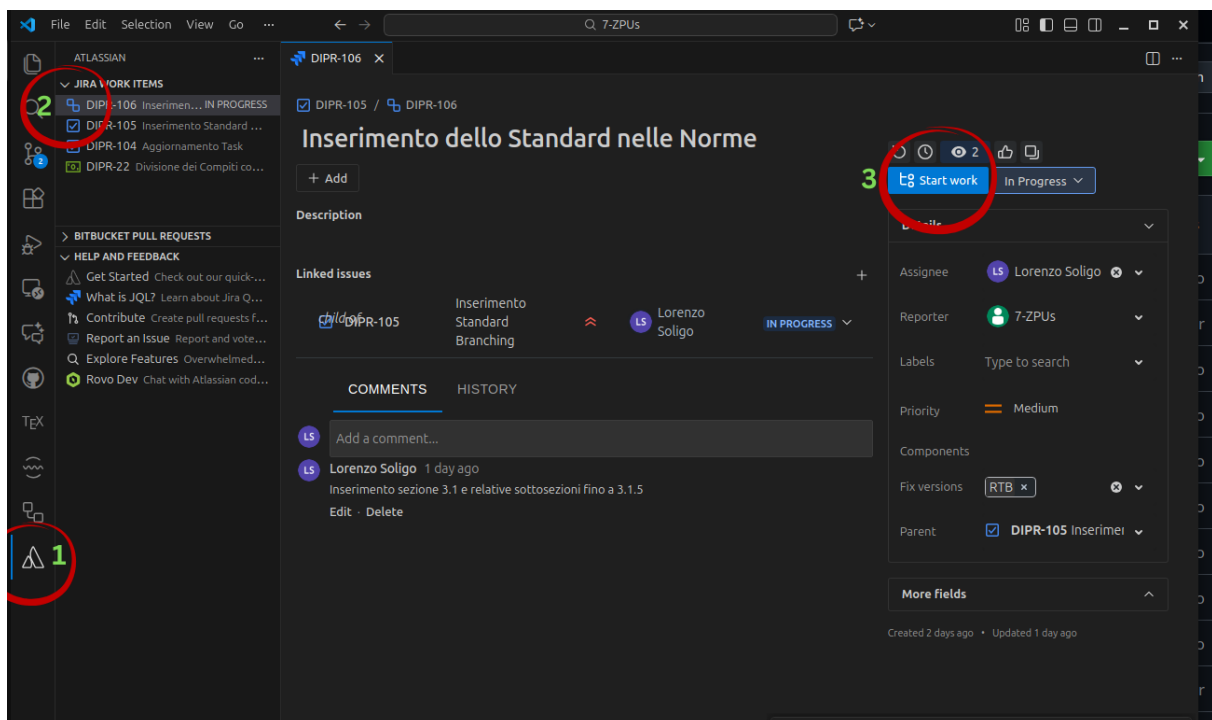 File Edit Selection View Go ···
7-ZPUs
ATLASSIAN ···
JIRA WORK ITEMS
2
DIPR-106 Inserimen... IN PROGRESS
DIPR-105 Inserimento Standard ...
DIPR-104 Aggiornamento Task
DIPR-22 Divisione dei Compiti co...
2
BITBUCKET PULL REQUESTS
HELP AND FEEDBACK
Get Started Check out our quick-...
What is JQL? Learn about Jira Q...
Contribute Create pull requests f...
Report an Issue Report and vote...
Explore Features Overwhelmed...
Rovo Dev Chat with Atlassian cod...
TEX
1
DIPR-106 ×
DIPR-105 / DIPR-106
Inserimento dello Standard nelle Norme
+ Add
Description
Linked issues +
child of
DIPR-105
Inserimento
Standard
Branching
LS
Lorenzo
Soligo
IN PROGRESS
COMMENTS HISTORY
LS Add a comment...
LS Lorenzo Soligo 1 day ago
Inserimento sezione 3.1 e relative sottosezioni fino a 3.1.5
Edit · Delete
2
3
Start work
In Progress
Details
Assignee LS Lorenzo Soligo
Reporter 7-ZPUs
Labels Type to search
Priority Medium
Components
Fix versions RTB ×
Parent DIPR-105 Inserime
More fields
Created 2 days ago • Updated 1 day ago